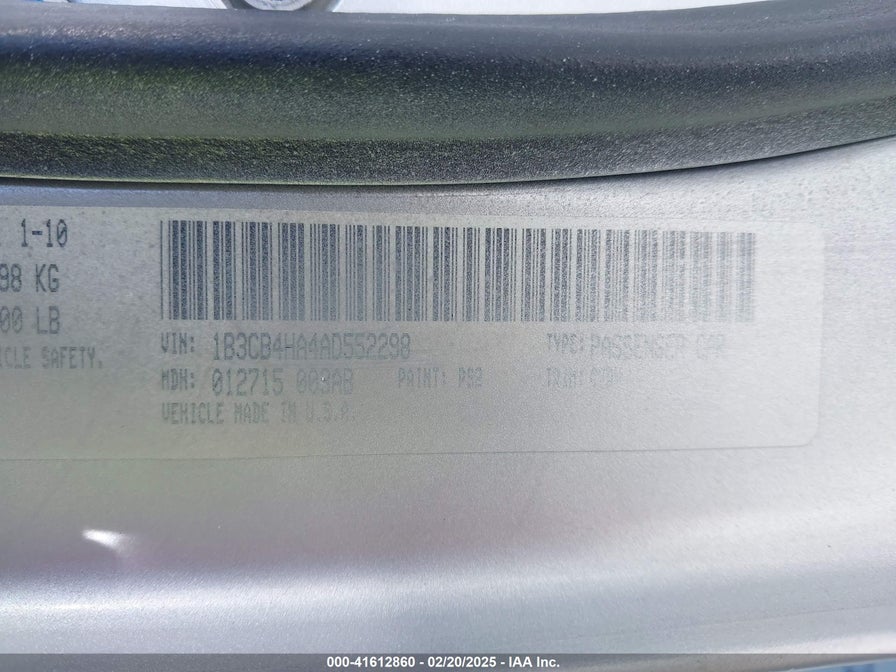 1-10
98 KG
00 LB
ICLE SAFETY.
VIN: 1B3CB4HA4AD552298
TYPE: PASSENGER CAR
MDH: 012715 003AB
PAINT: PS2
TRIM:
VEHICLE MADE IN U.S.A.
000-41612860 - 02/20/2025 - IAA Inc.